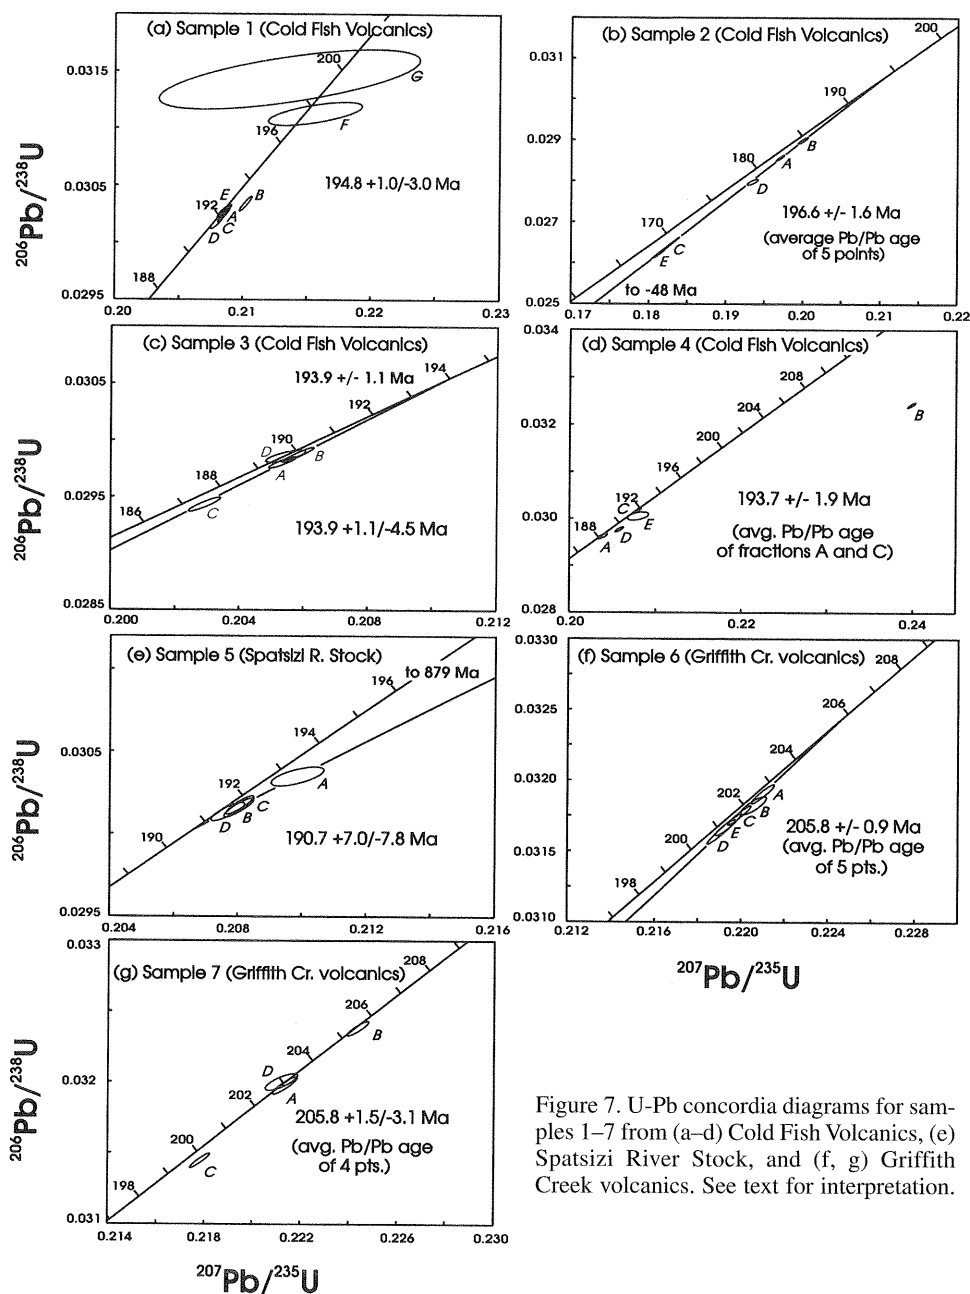 (a) Sample 1 (Cold Fish Volcanics)
0.0315
0.0305
0.0295
206Pb/238U
200
196
192
188
G
F
E
B
A
C
D
194.8 +1.0/-3.0 Ma
0.20
0.21
0.22
0.23
(b) Sample 2 (Cold Fish Volcanics)
0.031
0.029
0.027
0.025
200
190
180
170
B
A
D
C
E
196.6 +/- 1.6 Ma
(average Pb/Pb age
of 5 points)
to -48 Ma
0.17
0.18
0.19
0.20
0.21
0.22
(c) Sample 3 (Cold Fish Volcanics)
193.9 +/- 1.1 Ma
0.0305
0.0295
0.0285
206Pb/238U
194
192
190
188
186
D
B
A
C
193.9 +1.1/-4.5 Ma
0.200
0.204
0.208
0.212
(d) Sample 4 (Cold Fish Volcanics)
0.034
0.032
0.030
0.028
208
204
200
196
192
188
B
C
E
D
A
193.7 +/- 1.9 Ma
(avg. Pb/Pb age
of fractions A and C)
0.20
0.22
0.24
(e) Sample 5 (Spatsizi R. Stock)
to 879 Ma
0.0305
0.0295
206Pb/238U
196
194
192
190
A
C
B
D
190.7 +7.0/-7.8 Ma
0.204
0.208
0.212
0.216
(f) Sample 6 (Griffith Cr. volcanics)
0.0330
0.0325
0.0320
0.0315
0.0310
208
206
204
202
200
198
A
B
C
E
D
205.8 +/- 0.9 Ma
(avg. Pb/Pb age
of 5 pts.)
0.212
0.216
0.220
0.224
0.228
207Pb/235U
(g) Sample 7 (Griffith Cr. volcanics)
0.033
0.032
0.031
206Pb/238U
208
206
204
202
200
198
B
D
A
C
205.8 +1.5/-3.1 Ma
(avg. Pb/Pb age
of 4 pts.)
0.214
0.218
0.222
0.226
0.230
207Pb/235U
Figure 7. U-Pb concordia diagrams for sam-
ples 1–7 from (a–d) Cold Fish Volcanics, (e)
Spatsizi River Stock, and (f, g) Griffith
Creek volcanics. See text for interpretation.